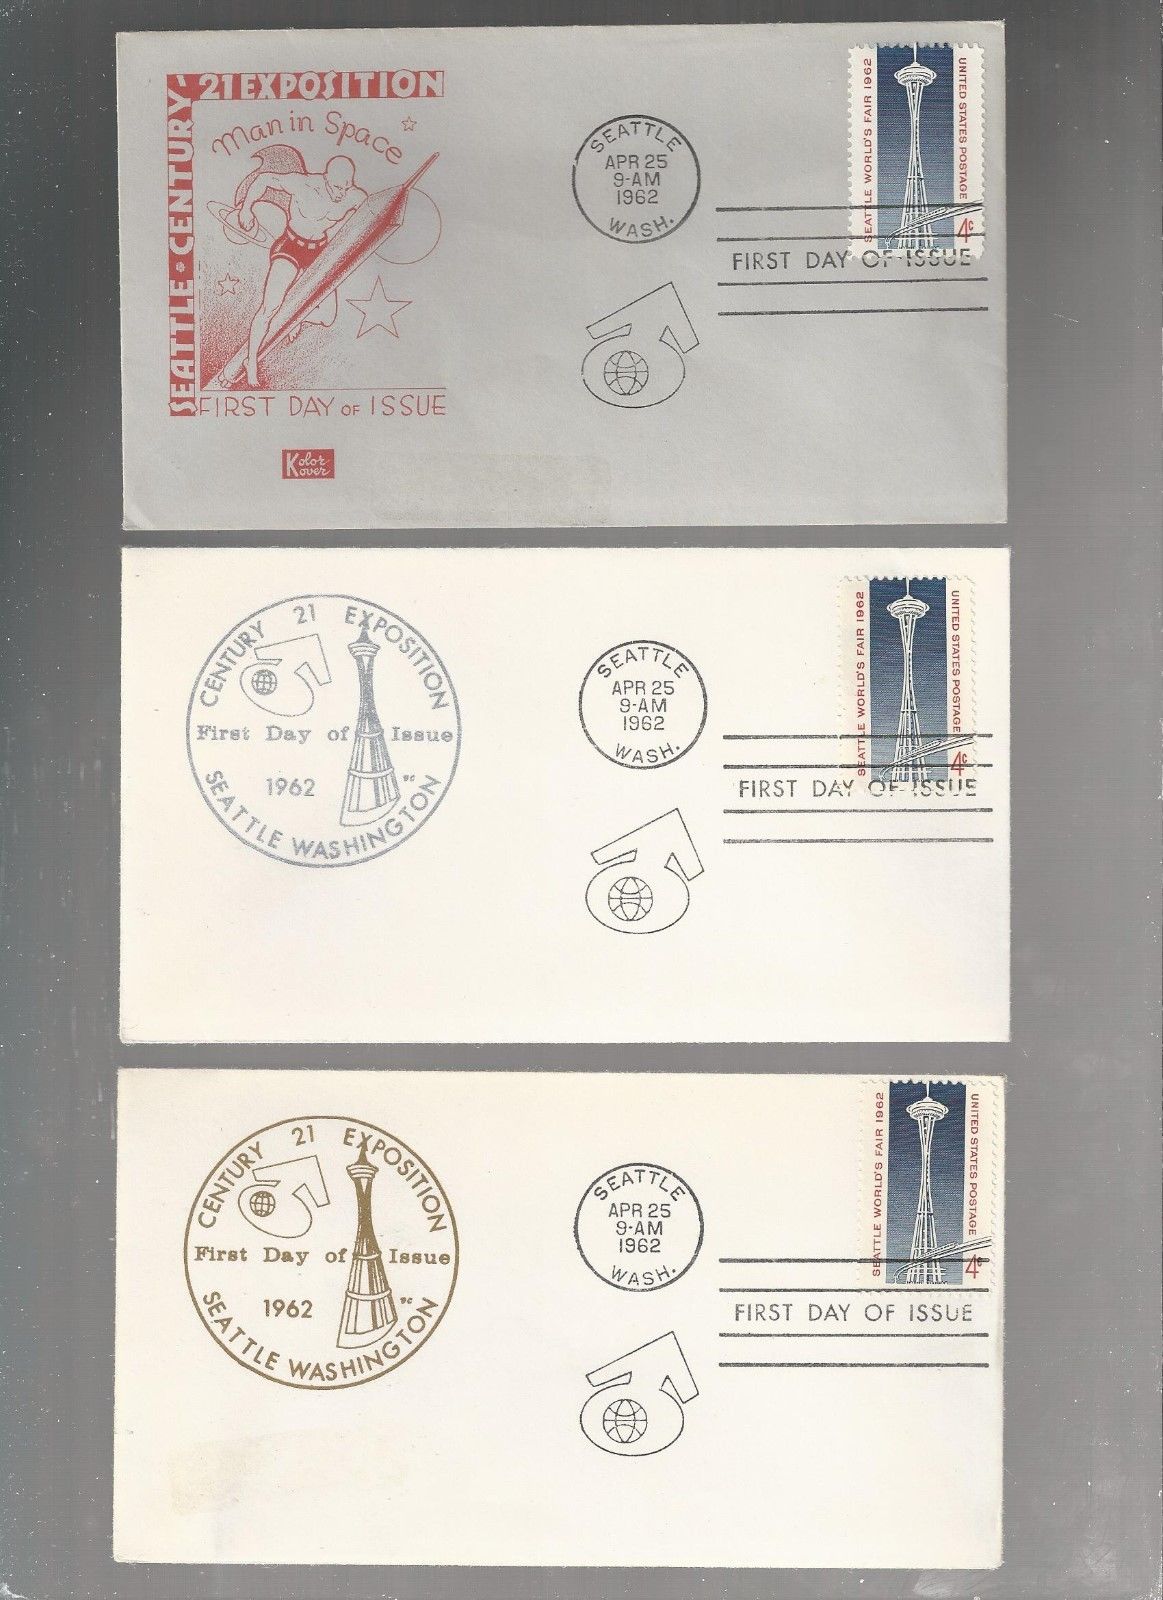 SEATTLE • CENTURY '21 EXPOSITION
Man in Space
FIRST DAY OF ISSUE
Kolor
Kover
SEATTLE
APR 25
9-AM
1962
WASH.
SEATTLE WORLD'S FAIR 1962
UNITED STATES POSTAGE
4¢
FIRST DAY OF ISSUE
CENTURY 21 EXPOSITION
First Day of Issue
1962
SEATTLE WASHINGTON
SEATTLE
APR 25
9-AM
1962
WASH.
SEATTLE WORLD'S FAIR 1962
UNITED STATES POSTAGE
4¢
FIRST DAY OF ISSUE
CENTURY 21 EXPOSITION
First Day of Issue
1962
SEATTLE WASHINGTON
SEATTLE
APR 25
9-AM
1962
WASH.
SEATTLE WORLD'S FAIR 1962
UNITED STATES POSTAGE
4¢
FIRST DAY OF ISSUE